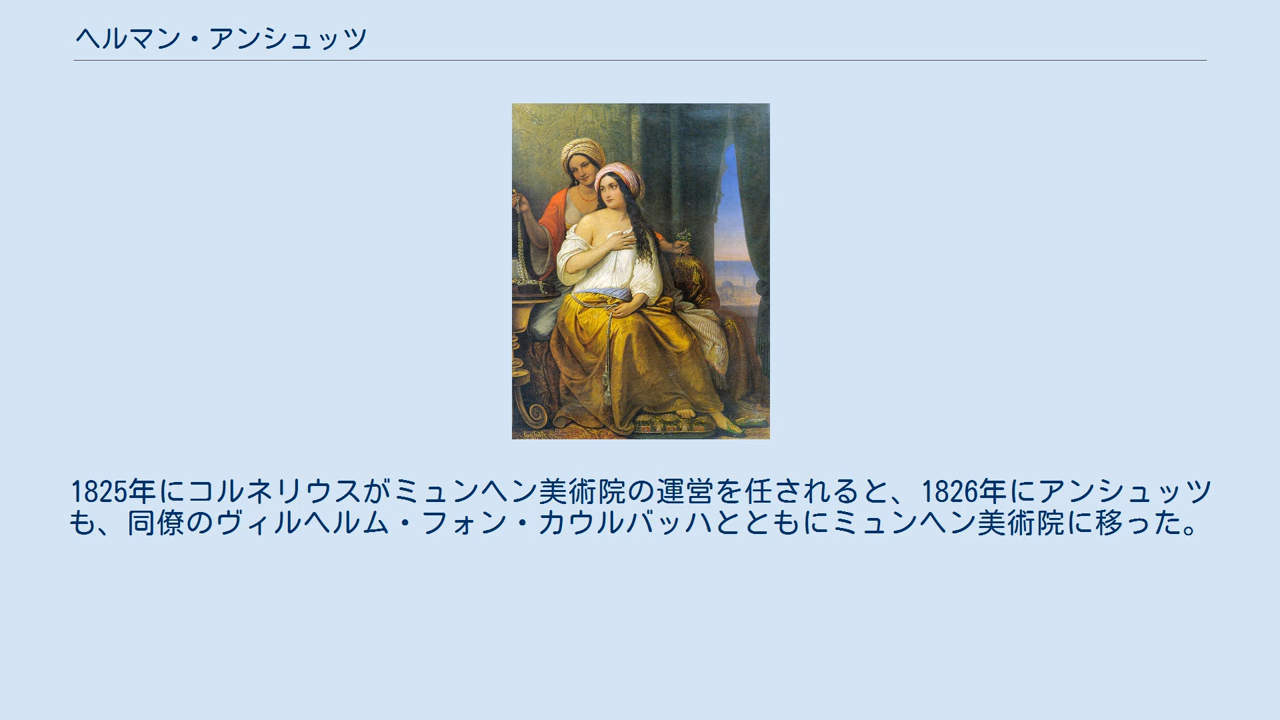 ヘルマン・アンシュッツ
1825年にコルネリウスがミュンヘン美術院の運営を任されると、1826年にアンシュッツ
も、同僚のヴィルヘルム・フォン・カウルバッハとともにミュンヘン美術院に移った。